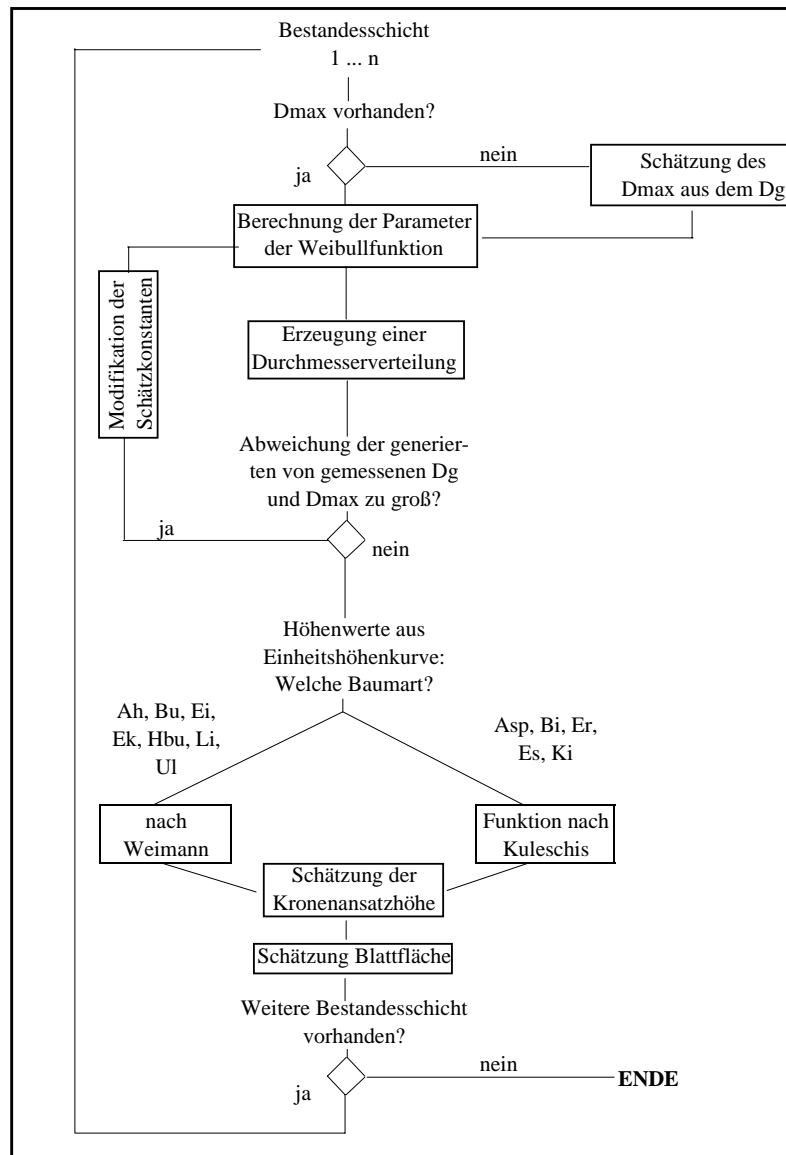 Bestandesschicht
1 ... n
Dmax vorhanden?
nein
ja
Schätzung des
Dmax aus dem Dg
Berechnung der Parameter
der Weibullfunktion
Modifikation der
Schätzkonstanten
Erzeugung einer
Durchmesserverteilung
Abweichung der generier-
ten von gemessenen Dg
und Dmax zu groß?
ja
nein
Höhenwerte aus
Einheitshöhenkurve:
Welche Baumart?
Ah, Bu, Ei,
Ek, Hbu, Li,
Ul
Asp, Bi, Er,
Es, Ki
nach
Weimann
Funktion nach
Kuleschis
Schätzung der
Kronenansatzhöhe
Schätzung Blattfläche
Weitere Bestandesschicht
vorhanden?
nein
ja
ENDE